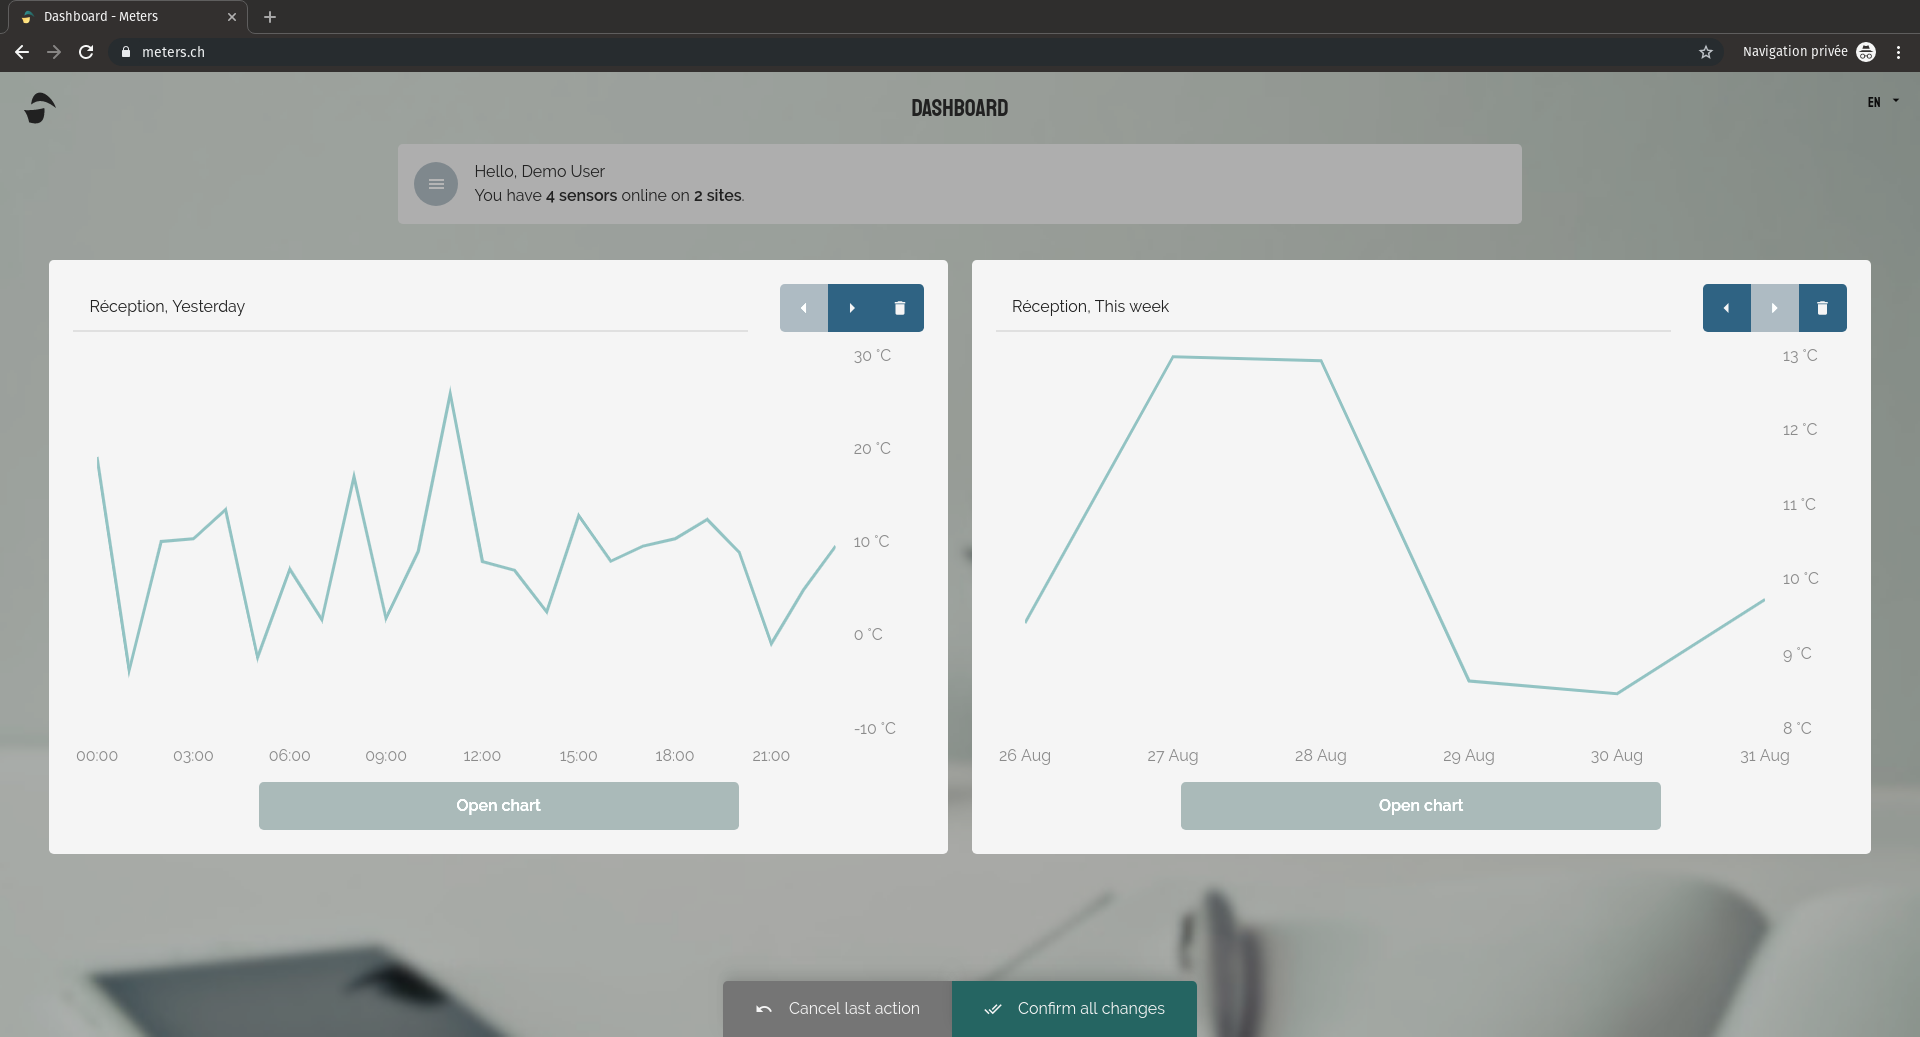 Dashboard - Meters
meters.ch
Navigation privée
DASHBOARD
EN
Hello, Demo User
You have 4 sensors online on 2 sites.
Réception, Yesterday
30 °C
20 °C
10 °C
0 °C
-10 °C
00:00 03:00 06:00 09:00 12:00 15:00 18:00 21:00
Open chart
Réception, This week
13 °C
12 °C
11 °C
10 °C
9 °C
8 °C
26 Aug 27 Aug 28 Aug 29 Aug 30 Aug 31 Aug
Open chart
Cancel last action
Confirm all changes